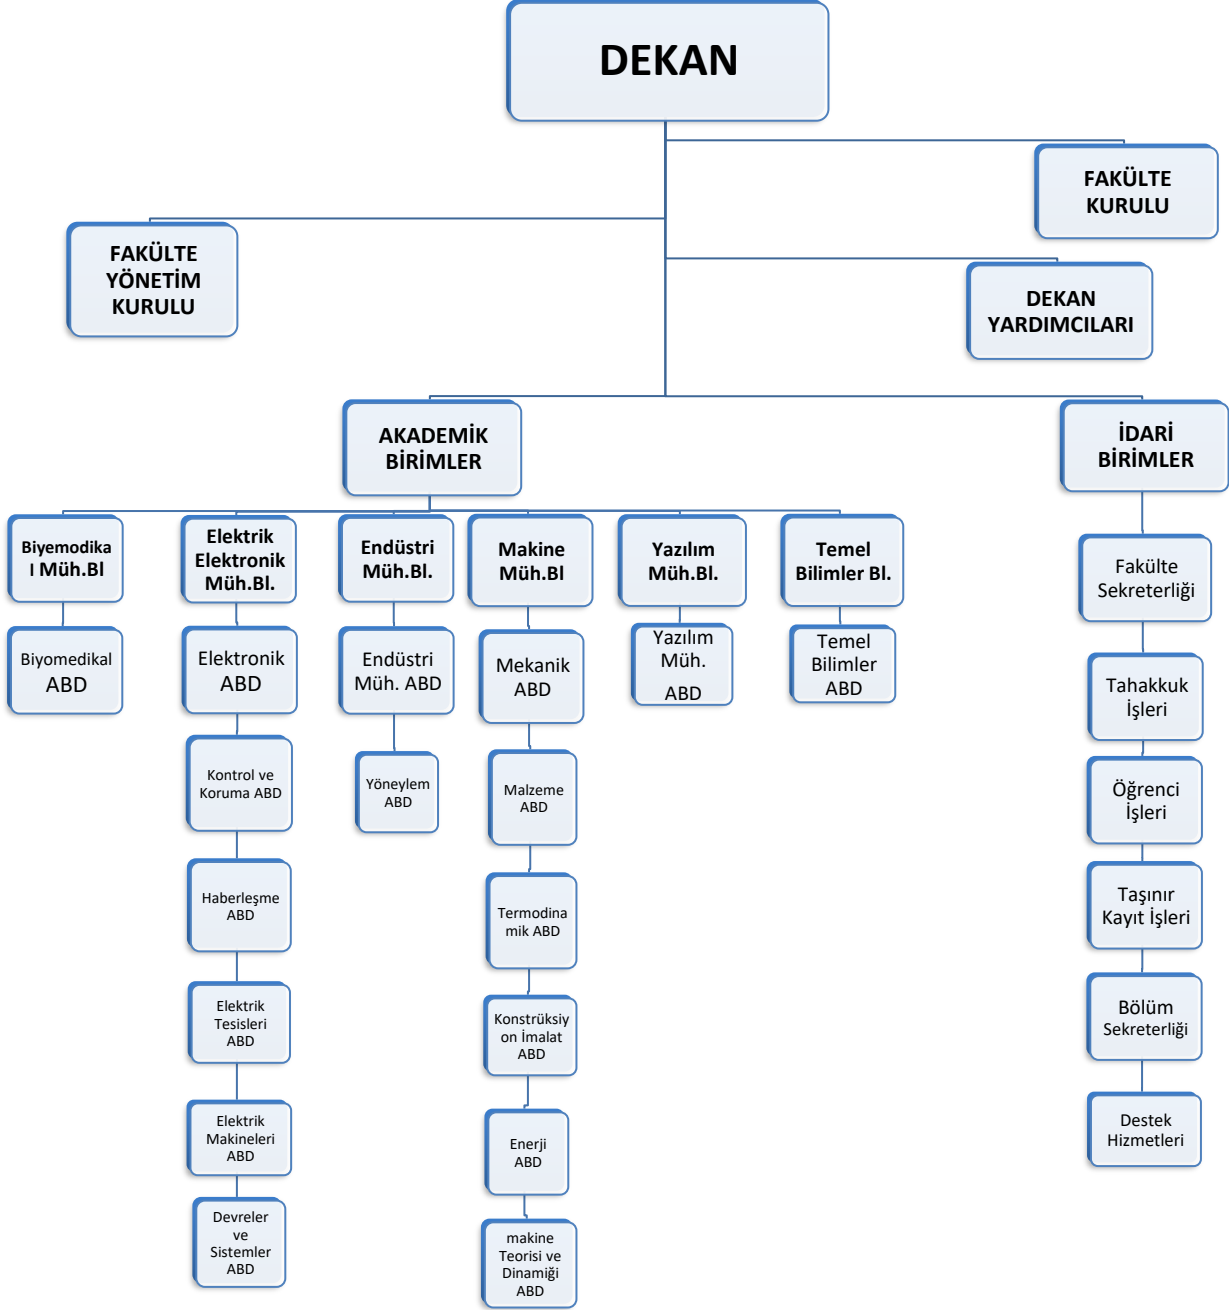 DEKAN
FAKÜLTE
KURULU
FAKÜLTE
YÖNETİM
KURULU
DEKAN
YARDIMCILARI
AKADEMİK
BİRİMLER
İDARİ
BİRİMLER
Biyemodika
l Müh.Bl
Elektrik
Elektronik
Müh.Bl.
Endüstri
Müh.Bl.
Makine
Müh.Bl
Yazılım
Müh.Bl.
Temel
Bilimler Bl.
Biyomedikal
ABD
Elektronik
ABD
Kontrol ve
Koruma ABD
Haberleşme
ABD
Elektrik
Tesisleri
ABD
Elektrik
Makineleri
ABD
Devreler
ve
Sistemler
ABD
Endüstri
Müh. ABD
Yöneylem
ABD
Mekanik
ABD
Malzeme
ABD
Termodina
mik ABD
Konstrüksiy
on İmalat
ABD
Enerji
ABD
makine
Teorisi ve
Dinamiği
ABD
Yazılım
Müh.
ABD
Temel
Bilimler
ABD
Fakülte
Sekreterliği
Tahakkuk
İşleri
Öğrenci
İşleri
Taşınır
Kayıt İşleri
Bölüm
Sekreterliği
Destek
Hizmetleri